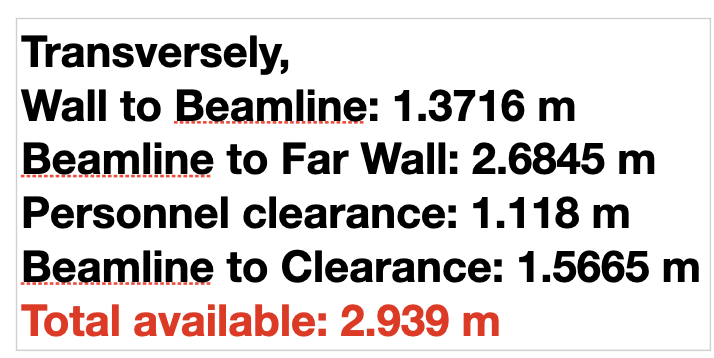 Transversely,
Wall to Beamline: 1.3716 m
Beamline to Far Wall: 2.6845 m
Personnel clearance: 1.118 m
Beamline to Clearance: 1.5665 m
Total available: 2.939 m